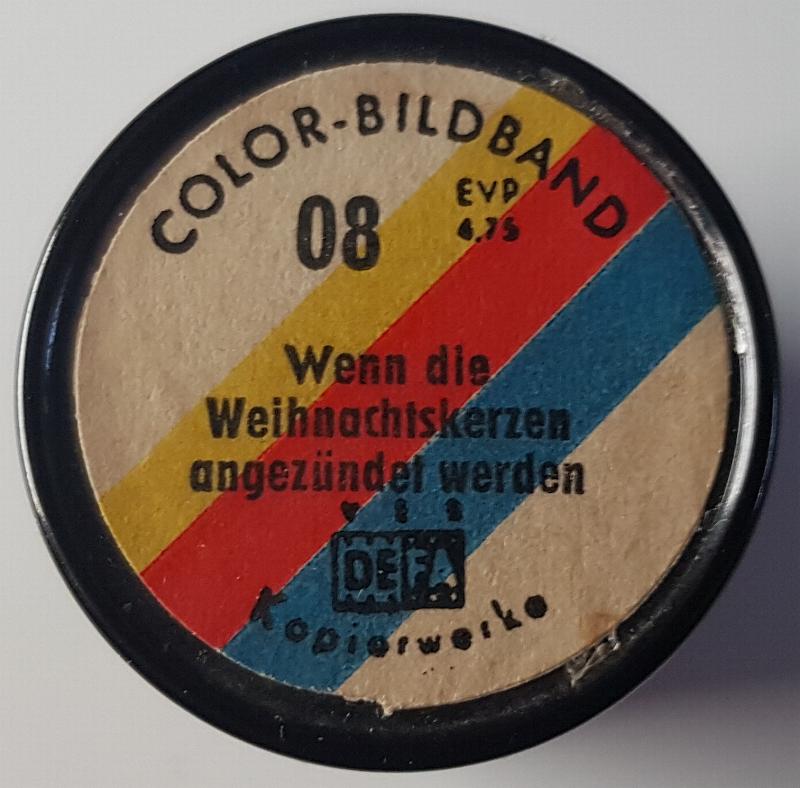 COLOR-BILDBAND
08
EVP
4,75
Wenn die
Weihnachtskerzen
angezündet werden
VEB
DEFA
Kopierwerke